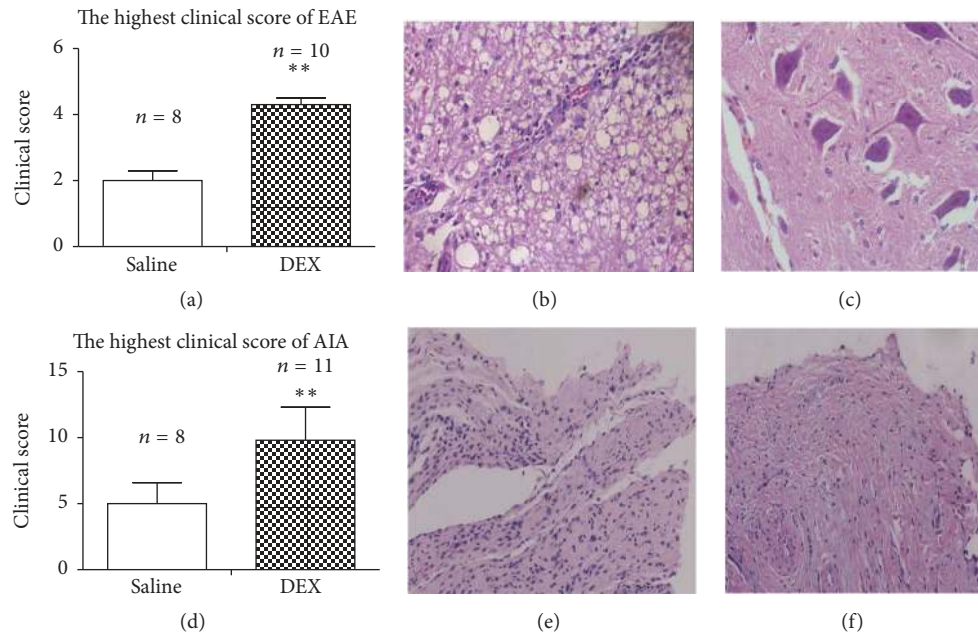 The highest clinical score of EAE
6
4
2
0
Clinical score
n = 8
n = 10
**
Saline
DEX
(a)
(b)
(c)
The highest clinical score of AIA
15
10
5
0
Clinical score
n = 8
n = 11
**
Saline
DEX
(d)
(e)
(f)